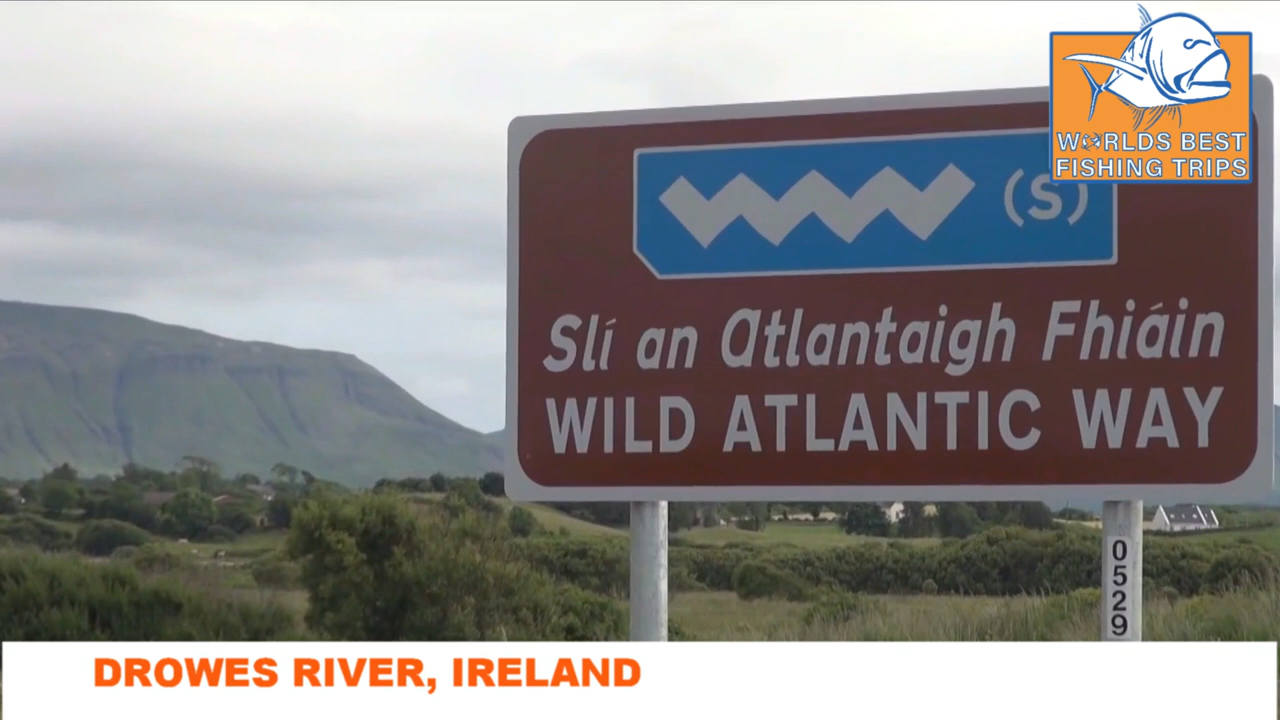 WORLDS BEST
FISHING TRIPS
(S)
Slí an Atlantaigh Fhiáin
WILD ATLANTIC WAY
0529
DROWES RIVER, IRELAND